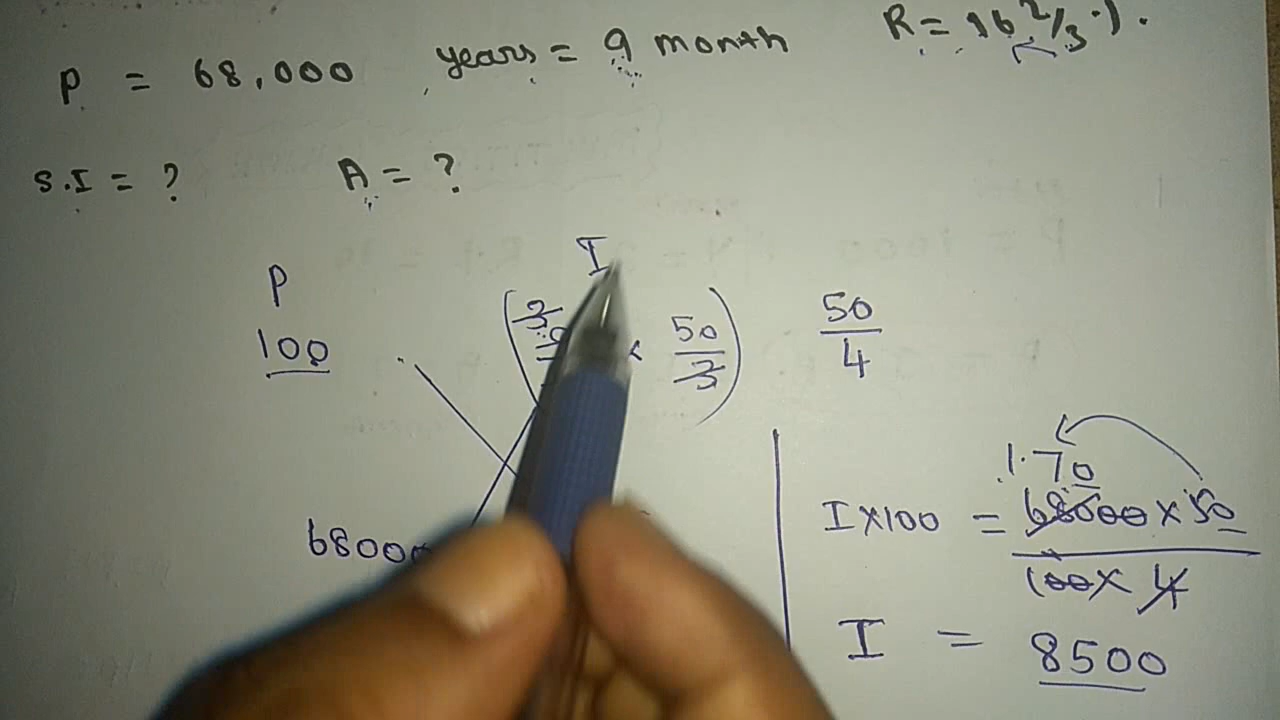 P = 68,000 years = 9 month R = 16 2/3 %.
S.I = ? A = ?
P I
100 × 50/3) 50/4
1.70
I×100 = 68000×50
100× 4
6800
I = 8500